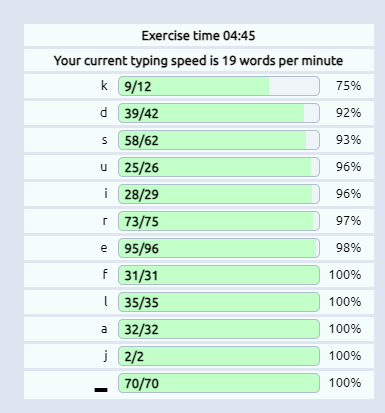 Exercise time 04:45
Your current typing speed is 19 words per minute
k 9/12 75%
d 39/42 92%
s 58/62 93%
u 25/26 96%
i 28/29 96%
r 73/75 97%
e 95/96 98%
f 31/31 100%
l 35/35 100%
a 32/32 100%
j 2/2 100%
_ 70/70 100%